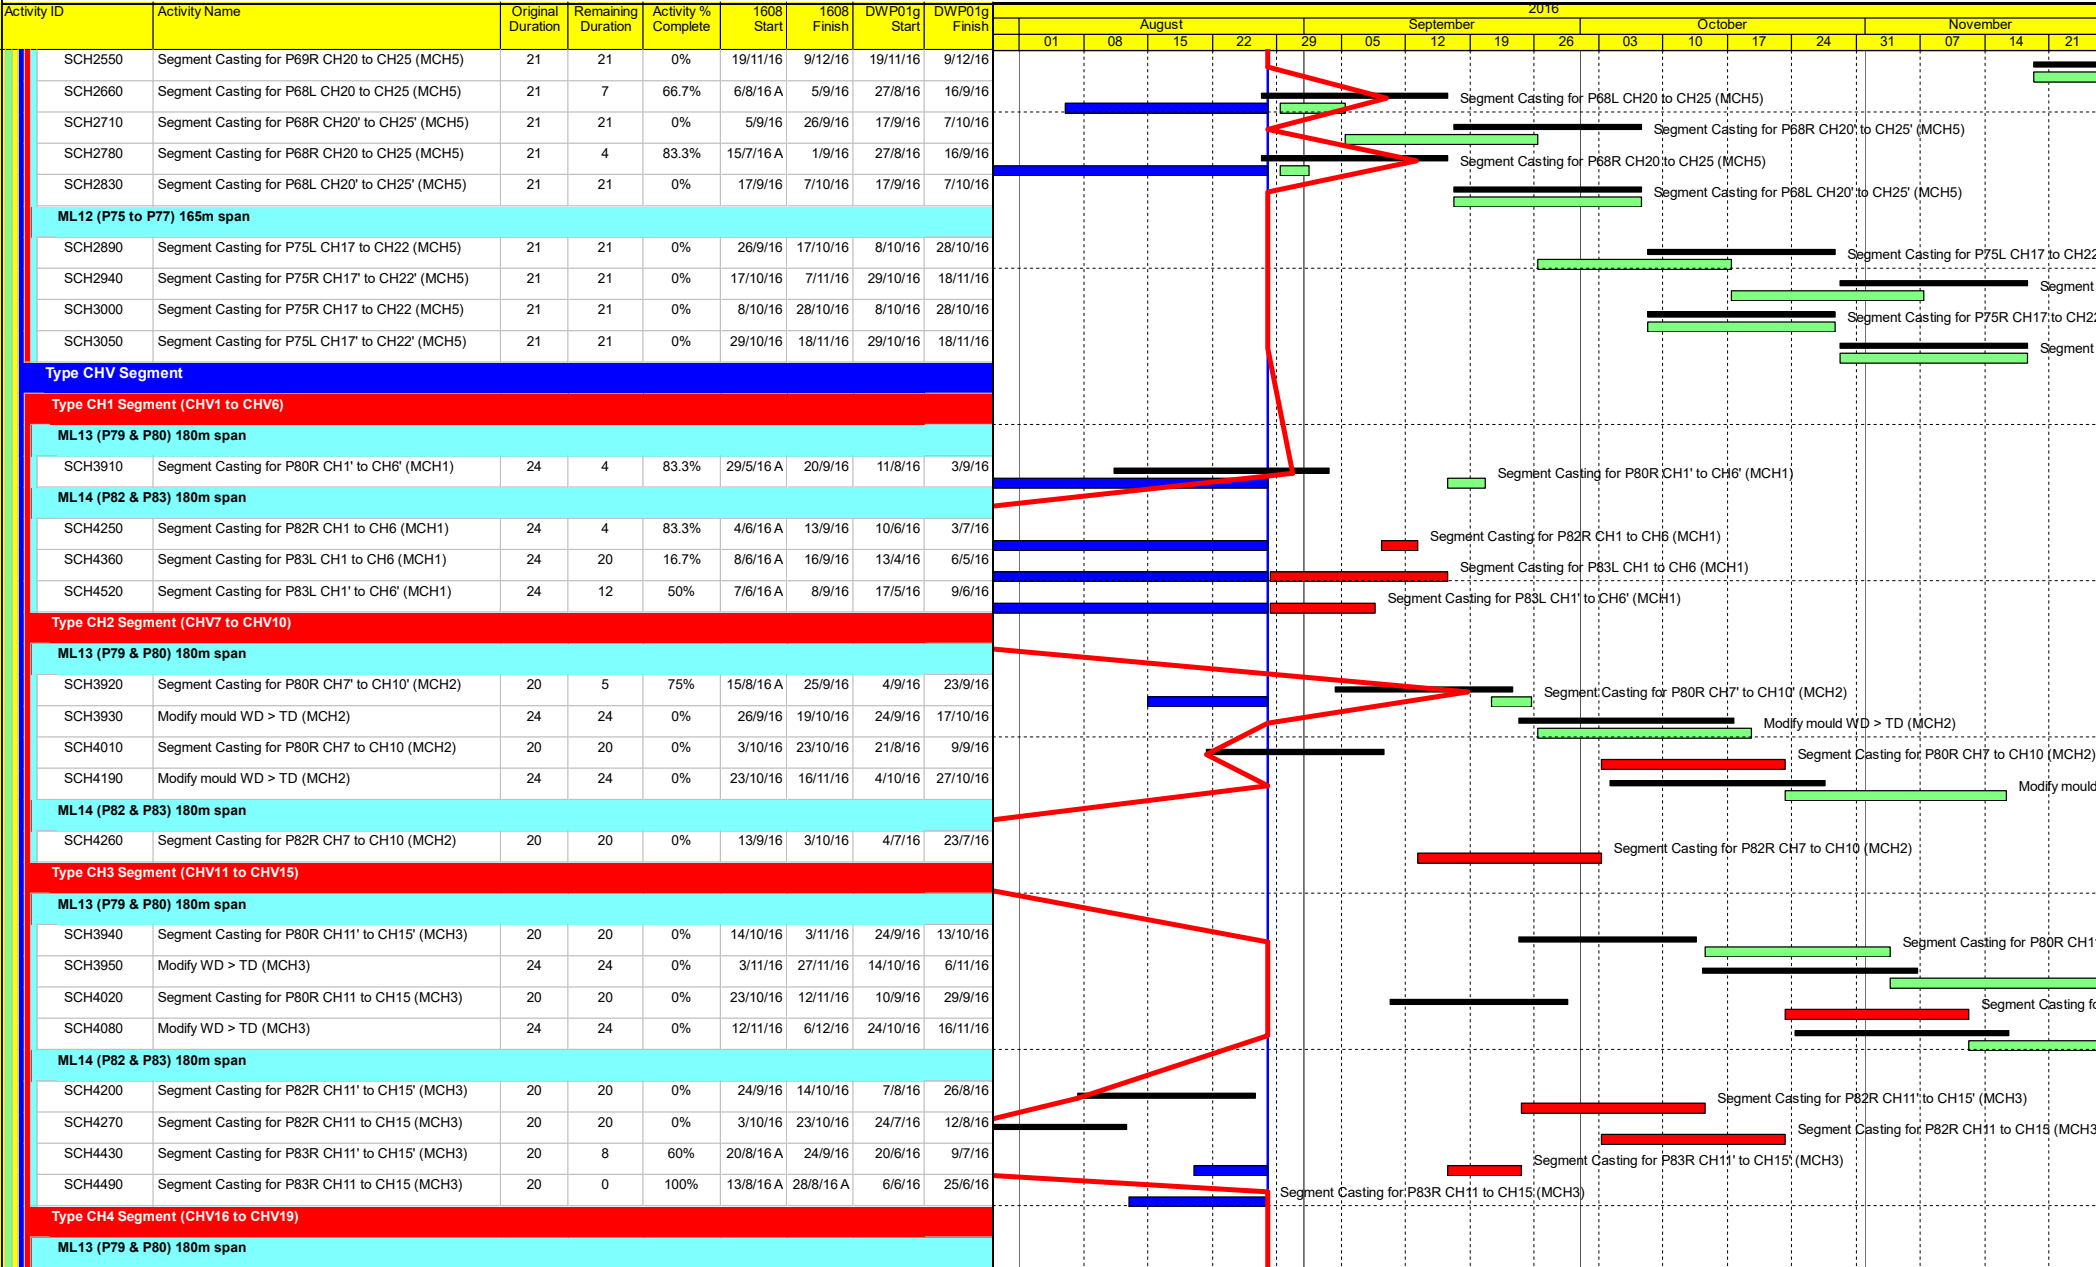 Activity ID Activity Name Original Duration Remaining Duration Activity % Complete 1608 Start 1608 Finish DWP01g Start DWP01g Finish
2016
August September October November
01 08 15 22 29 05 12 19 26 03 10 17 24 31 07 14 21
SCH2550 Segment Casting for P69R CH20 to CH25 (MCH5) 21 21 0% 19/11/16 9/12/16 19/11/16 9/12/16
SCH2660 Segment Casting for P68L CH20 to CH25 (MCH5) 21 7 66.7% 6/8/16 A 5/9/16 27/8/16 16/9/16 Segment Casting for P68L CH20 to CH25 (MCH5)
SCH2710 Segment Casting for P68R CH20' to CH25' (MCH5) 21 21 0% 5/9/16 26/9/16 17/9/16 7/10/16 Segment Casting for P68R CH20' to CH25' (MCH5)
SCH2780 Segment Casting for P68R CH20 to CH25 (MCH5) 21 4 83.3% 15/7/16 A 1/9/16 27/8/16 16/9/16 Segment Casting for P68R CH20 to CH25 (MCH5)
SCH2830 Segment Casting for P68L CH20' to CH25' (MCH5) 21 21 0% 17/9/16 7/10/16 17/9/16 7/10/16 Segment Casting for P68L CH20' to CH25' (MCH5)
ML12 (P75 to P77) 165m span
SCH2890 Segment Casting for P75L CH17 to CH22 (MCH5) 21 21 0% 26/9/16 17/10/16 8/10/16 28/10/16 Segment Casting for P75L CH17 to CH22
SCH2940 Segment Casting for P75R CH17' to CH22' (MCH5) 21 21 0% 17/10/16 7/11/16 29/10/16 18/11/16 Segment
SCH3000 Segment Casting for P75R CH17 to CH22 (MCH5) 21 21 0% 8/10/16 28/10/16 8/10/16 28/10/16 Segment Casting for P75R CH17 to CH22
SCH3050 Segment Casting for P75L CH17' to CH22' (MCH5) 21 21 0% 29/10/16 18/11/16 29/10/16 18/11/16 Segment
Type CHV Segment
Type CH1 Segment (CHV1 to CHV6)
ML13 (P79 & P80) 180m span
SCH3910 Segment Casting for P80R CH1' to CH6' (MCH1) 24 4 83.3% 29/5/16 A 20/9/16 11/8/16 3/9/16 Segment Casting for P80R CH1' to CH6' (MCH1)
ML14 (P82 & P83) 180m span
SCH4250 Segment Casting for P82R CH1 to CH6 (MCH1) 24 4 83.3% 4/6/16 A 13/9/16 10/6/16 3/7/16 Segment Casting for P82R CH1 to CH6 (MCH1)
SCH4360 Segment Casting for P83L CH1 to CH6 (MCH1) 24 20 16.7% 8/6/16 A 16/9/16 13/4/16 6/5/16 Segment Casting for P83L CH1 to CH6 (MCH1)
SCH4520 Segment Casting for P83L CH1' to CH6' (MCH1) 24 12 50% 7/6/16 A 8/9/16 17/5/16 9/6/16 Segment Casting for P83L CH1' to CH6' (MCH1)
Type CH2 Segment (CHV7 to CHV10)
ML13 (P79 & P80) 180m span
SCH3920 Segment Casting for P80R CH7' to CH10' (MCH2) 20 5 75% 15/8/16 A 25/9/16 4/9/16 23/9/16 Segment Casting for P80R CH7' to CH10' (MCH2)
SCH3930 Modify mould WD > TD (MCH2) 24 24 0% 26/9/16 19/10/16 24/9/16 17/10/16 Modify mould WD > TD (MCH2)
SCH4010 Segment Casting for P80R CH7 to CH10 (MCH2) 20 20 0% 3/10/16 23/10/16 21/8/16 9/9/16 Segment Casting for P80R CH7 to CH10 (MCH2)
SCH4190 Modify mould WD > TD (MCH2) 24 24 0% 23/10/16 16/11/16 4/10/16 27/10/16 Modify mould
ML14 (P82 & P83) 180m span
SCH4260 Segment Casting for P82R CH7 to CH10 (MCH2) 20 20 0% 13/9/16 3/10/16 4/7/16 23/7/16 Segment Casting for P82R CH7 to CH10 (MCH2)
Type CH3 Segment (CHV11 to CHV15)
ML13 (P79 & P80) 180m span
SCH3940 Segment Casting for P80R CH11' to CH15' (MCH3) 20 20 0% 14/10/16 3/11/16 24/9/16 13/10/16 Segment Casting for P80R CH1
SCH3950 Modify WD > TD (MCH3) 24 24 0% 3/11/16 27/11/16 14/10/16 6/11/16
SCH4020 Segment Casting for P80R CH11 to CH15 (MCH3) 20 20 0% 23/10/16 12/11/16 10/9/16 29/9/16 Segment Casting fo
SCH4080 Modify WD > TD (MCH3) 24 24 0% 12/11/16 6/12/16 24/10/16 16/11/16
ML14 (P82 & P83) 180m span
SCH4200 Segment Casting for P82R CH11' to CH15' (MCH3) 20 20 0% 24/9/16 14/10/16 7/8/16 26/8/16 Segment Casting for P82R CH11' to CH15' (MCH3)
SCH4270 Segment Casting for P82R CH11 to CH15 (MCH3) 20 20 0% 3/10/16 23/10/16 24/7/16 12/8/16 Segment Casting for P82R CH11 to CH15 (MCH3
SCH4430 Segment Casting for P83R CH11' to CH15' (MCH3) 20 8 60% 20/8/16 A 24/9/16 20/6/16 9/7/16 Segment Casting for P83R CH11' to CH15' (MCH3)
SCH4490 Segment Casting for P83R CH11 to CH15 (MCH3) 20 0 100% 13/8/16 A 28/8/16 A 6/6/16 25/6/16 Segment Casting for P83R CH11 to CH15 (MCH3)
Type CH4 Segment (CHV16 to CHV19)
ML13 (P79 & P80) 180m span